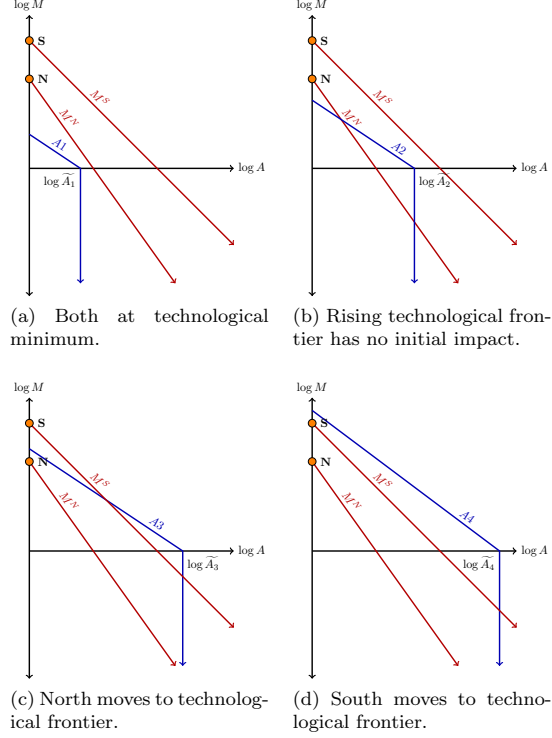 log M
S
N
M^S
M^N
A1
log A
log Ã₁
(a) Both at technological
minimum.
log M
S
N
M^S
M^N
A2
log A
log Ã₂
(b) Rising technological fron-
tier has no initial impact.
log M
S
N
M^S
M^N
A3
log A
log Ã₃
(c) North moves to technolog-
ical frontier.
log M
S
N
M^S
M^N
A4
log A
log Ã₄
(d) South moves to techno-
logical frontier.